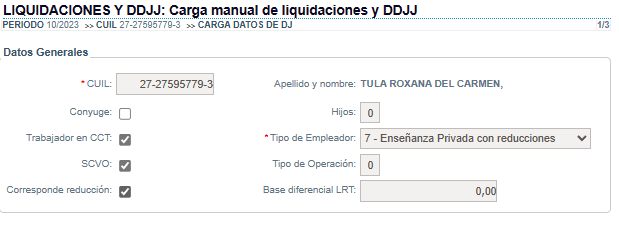 LIQUIDACIONES Y DDJJ: Carga manual de liquidaciones y DDJJ
PERIODO 10/2023 >> CUIL 27-27595779-3 >> CARGA DATOS DE DJ 1/3
Datos Generales
* CUIL: 27-27595779-3 Apellido y nombre: TULA ROXANA DEL CARMEN,
Conyuge: Hijos: 0
Trabajador en CCT: * Tipo de Empleador: 7 - Enseñanza Privada con reducciones
SCVO: Tipo de Operación: 0
Corresponde reducción: Base diferencial LRT: 0,00